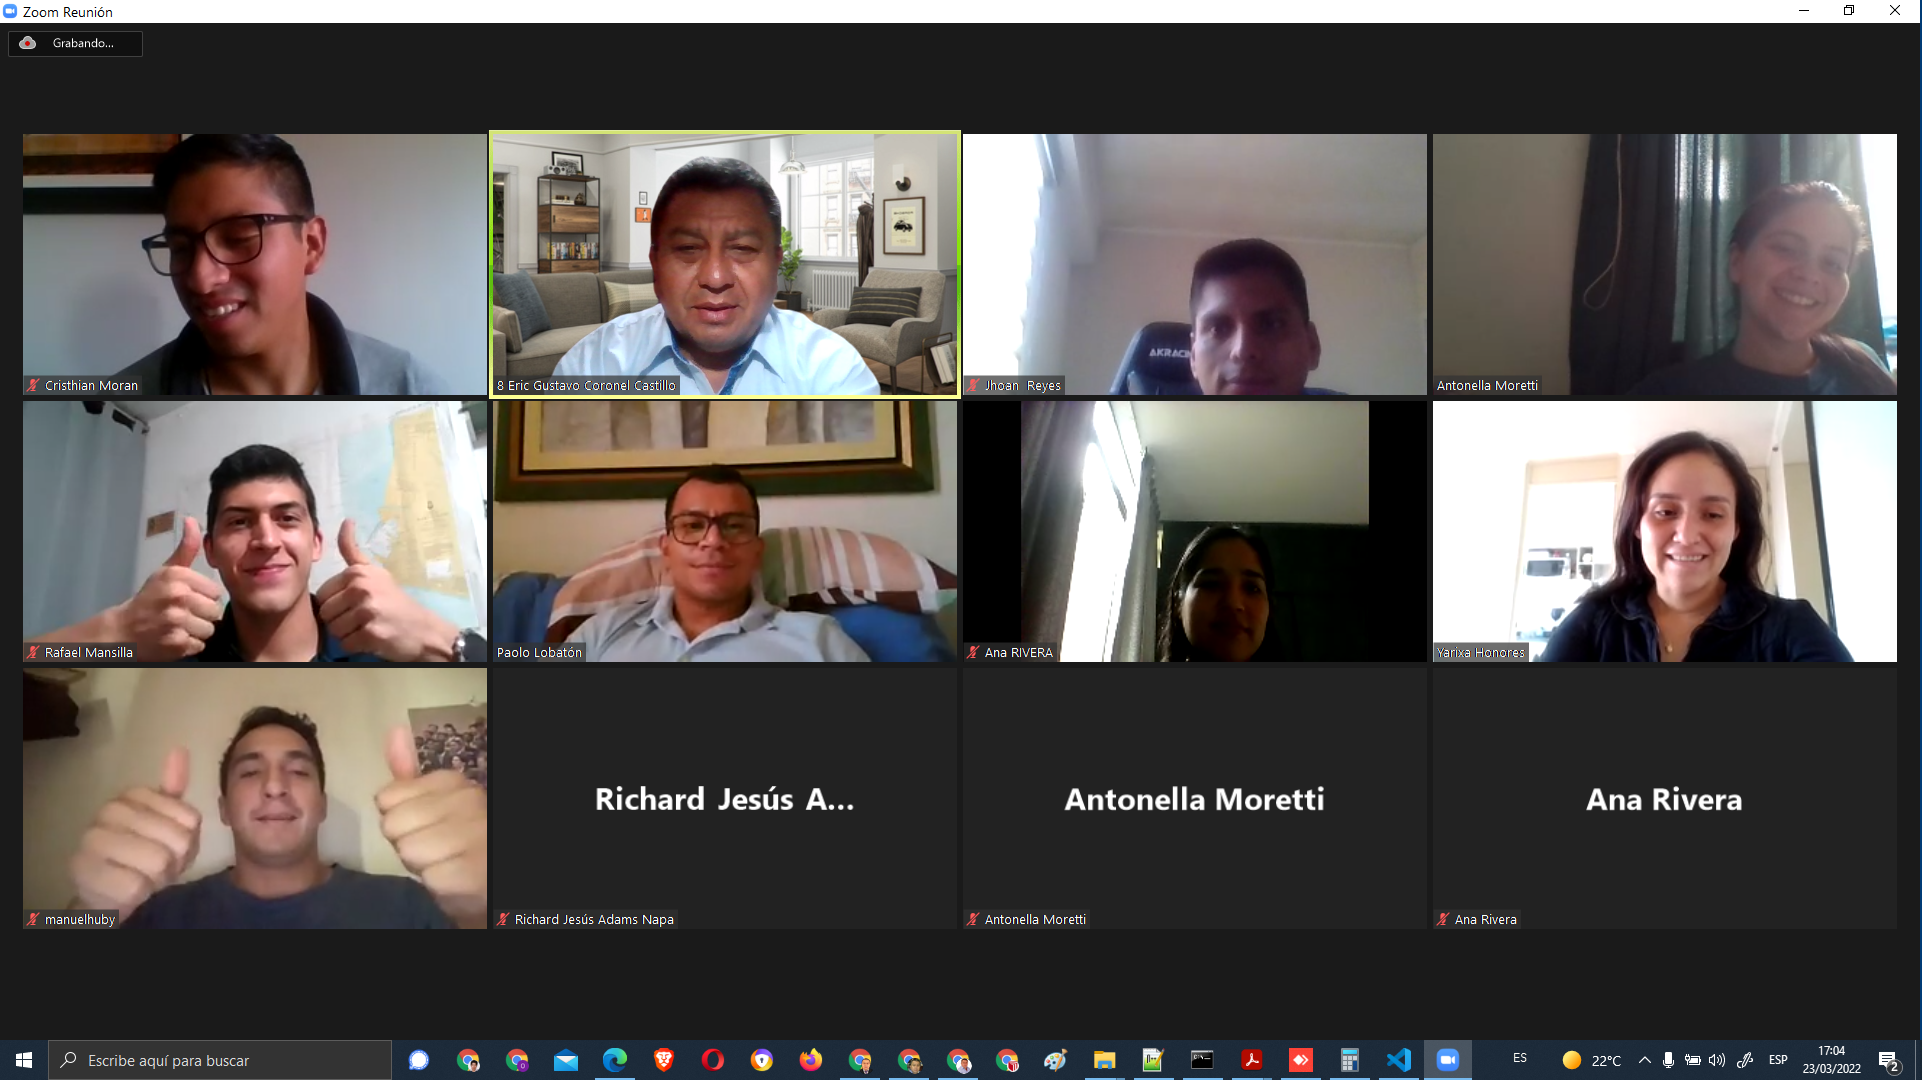 Zoom Reunión
Grabando...
AKRACIN
Cristhian Moran
8 Eric Gustavo Coronel Castillo
Jhoan Reyes
Antonella Moretti
Rafael Mansilla
Paolo Lobatón
Ana RIVERA
Yarixa Honores
Richard Jesús A...
Antonella Moretti
Ana Rivera
manuelhuby
Richard Jesús Adams Napa
Antonella Moretti
Ana Rivera
Escribe aquí para buscar
ES
22°C
ESP
17:04
23/03/2022
2